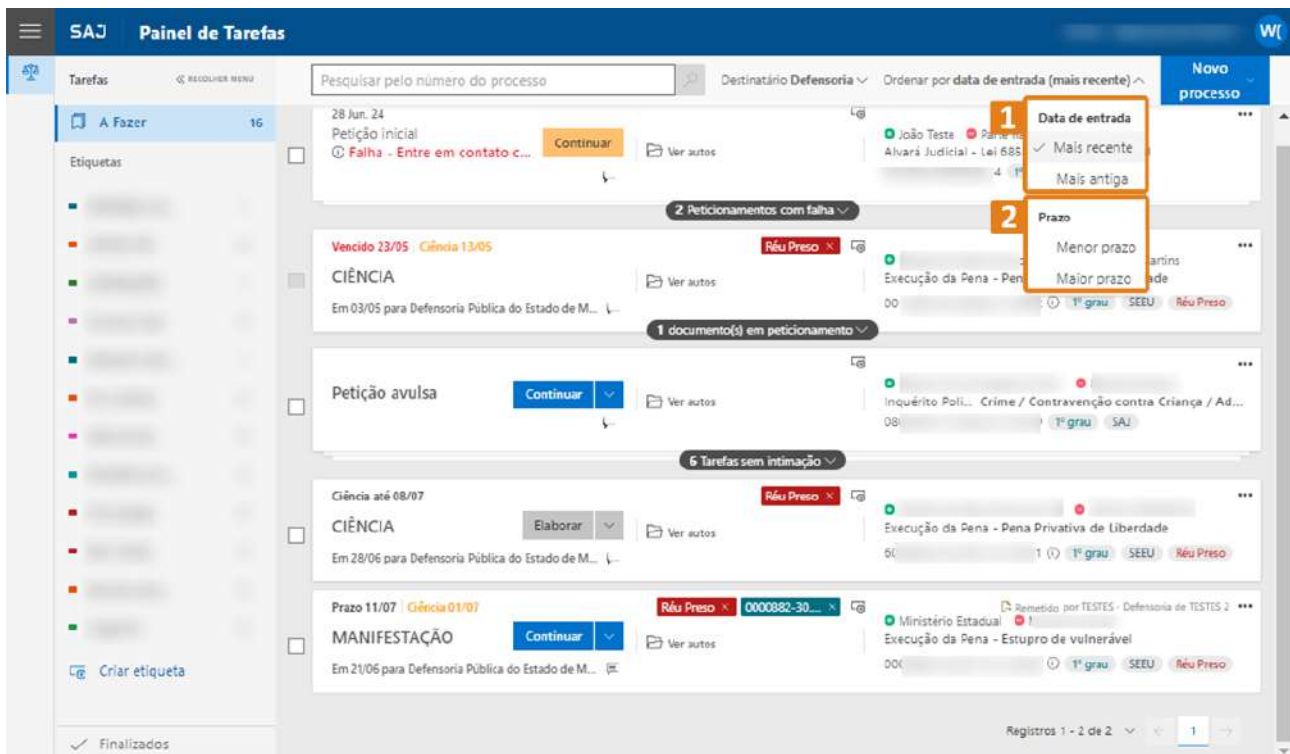 SAJ Painel de Tarefas
W(
Tarefas
RECOLHER MENU
Pesquisar pelo número do processo
Destinatário Defensoria
Ordenar por data de entrada (mais recente)
Novo
processo
A Fazer 16
Etiquetas
Criar etiqueta
Finalizados
1
Data de entrada
Mais recente
Mais antiga
2
Prazo
Menor prazo
Maior prazo
28 Jun. 24
Petição inicial
Falha - Entre em contato c...
Continuar
Ver autos
João Teste
Alvará Judicial - Lei 685
4
2 Peticionamentos com falha
Vencido 23/05 Ciência 13/05
Réu Preso ×
CIÊNCIA
Ver autos
Em 03/05 para Defensoria Pública do Estado de M...
artins
Execução da Pena - Pen ade
00 1º grau SEEU Réu Preso
1 documento(s) em peticionamento
Petição avulsa
Continuar
Ver autos
Inquérito Poli... Crime / Contravenção contra Criança / Ad...
08 1º grau SAJ
6 Tarefas sem intimação
Ciência até 08/07
Réu Preso ×
CIÊNCIA
Elaborar
Ver autos
Em 28/06 para Defensoria Pública do Estado de M...
Execução da Pena - Pena Privativa de Liberdade
1 1º grau SEEU Réu Preso
Prazo 11/07 Ciência 01/07
Réu Preso × 0000882-30.... ×
MANIFESTAÇÃO
Continuar
Ver autos
Em 21/06 para Defensoria Pública do Estado de M...
Remetido por TESTES - Defensoria de TESTES 2
Ministério Estadual
Execução da Pena - Estupro de vulnerável
1º grau SEEU Réu Preso
Registros 1 - 2 de 2
1